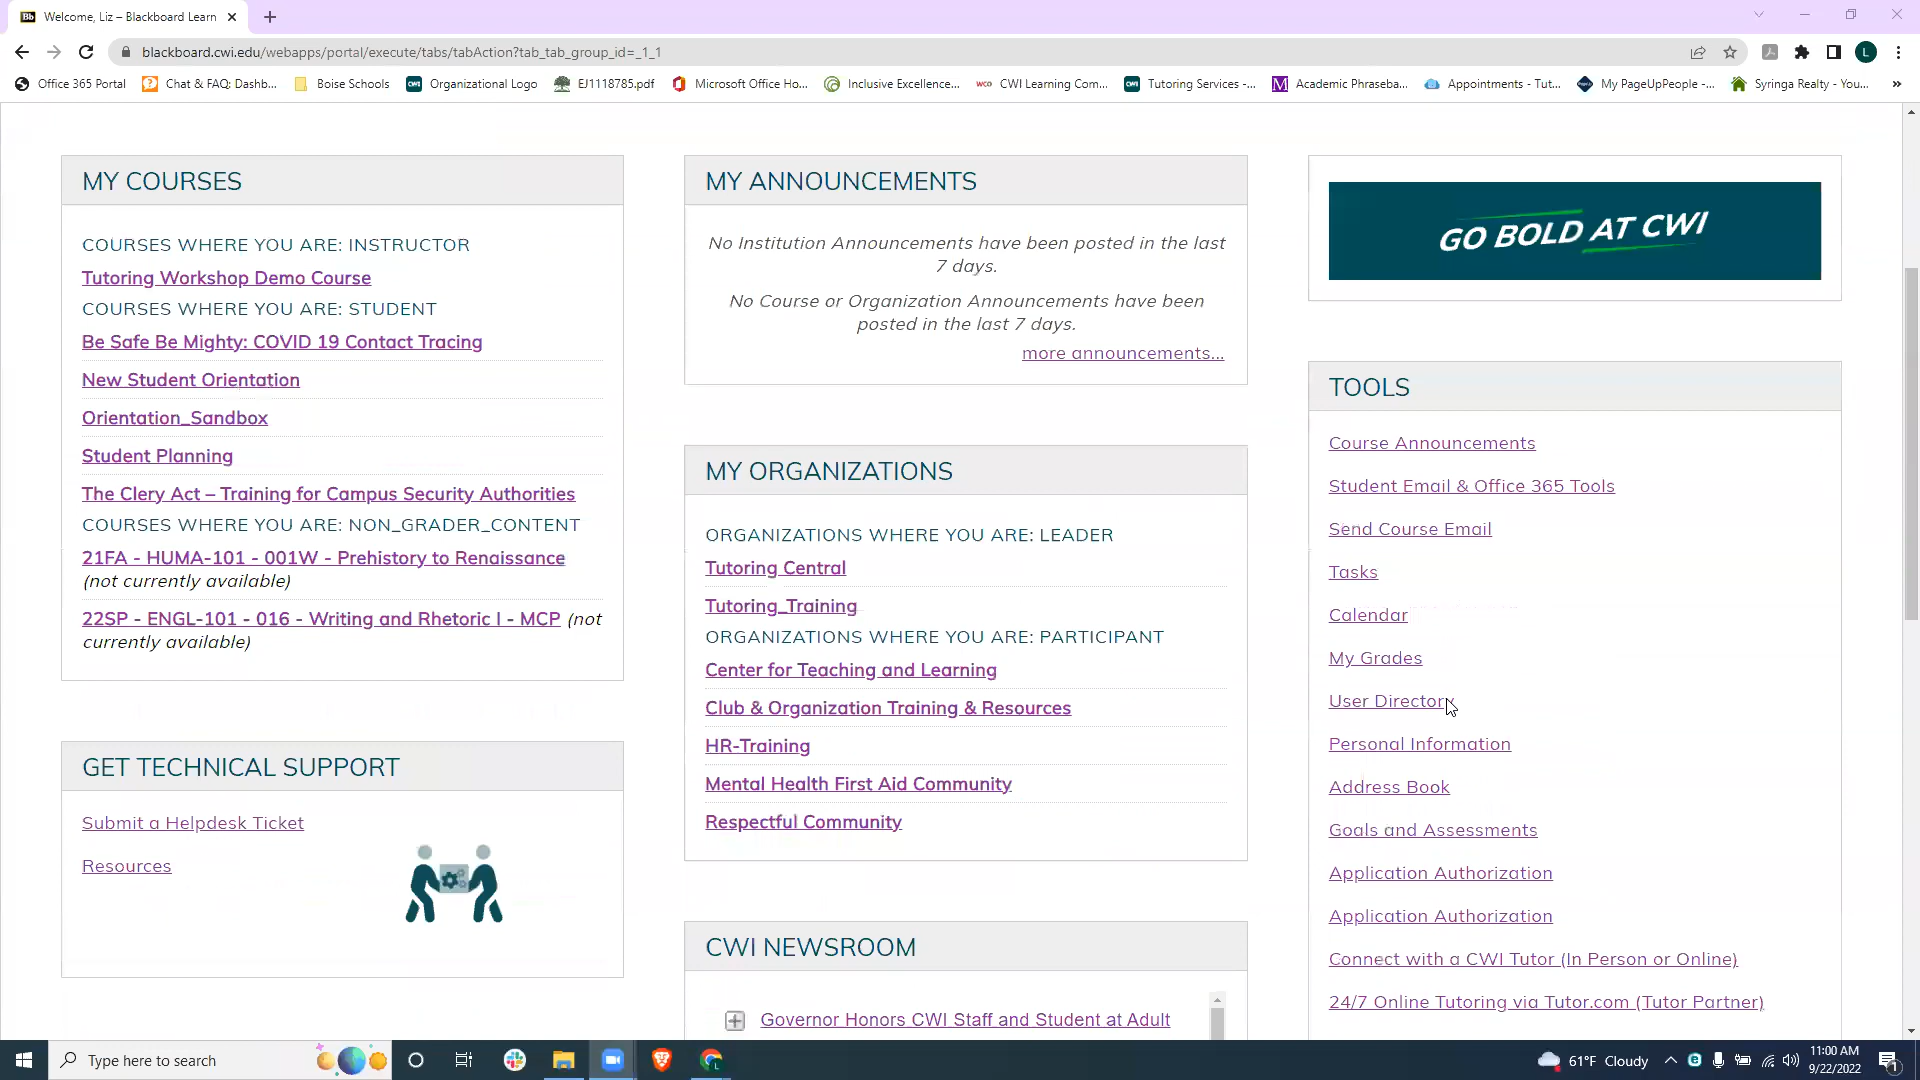 Welcome, Liz – Blackboard Learn
blackboard.cwi.edu/webapps/portal/execute/tabs/tabAction?tab_tab_group_id=_1_1
L
Office 365 Portal
Chat & FAQ: Dashb...
Boise Schools
CWI
Organizational Logo
EJ1118785.pdf
Microsoft Office Ho...
Inclusive Excellence...
WCO
CWI Learning Com...
CWI
Tutoring Services -...
M
Academic Phraseba...
Appointments - Tut...
My PageUpPeople -...
Syringa Realty - You...
MY COURSES
COURSES WHERE YOU ARE: INSTRUCTOR
Tutoring Workshop Demo Course
COURSES WHERE YOU ARE: STUDENT
Be Safe Be Mighty: COVID 19 Contact Tracing
New Student Orientation
Orientation_Sandbox
Student Planning
The Clery Act – Training for Campus Security Authorities
COURSES WHERE YOU ARE: NON_GRADER_CONTENT
21FA - HUMA-101 - 001W - Prehistory to Renaissance
(not currently available)
22SP - ENGL-101 - 016 - Writing and Rhetoric I - MCP (not
currently available)
GET TECHNICAL SUPPORT
Submit a Helpdesk Ticket
Resources
MY ANNOUNCEMENTS
No Institution Announcements have been posted in the last
7 days.
No Course or Organization Announcements have been
posted in the last 7 days.
more announcements...
MY ORGANIZATIONS
ORGANIZATIONS WHERE YOU ARE: LEADER
Tutoring Central
Tutoring_Training
ORGANIZATIONS WHERE YOU ARE: PARTICIPANT
Center for Teaching and Learning
Club & Organization Training & Resources
HR-Training
Mental Health First Aid Community
Respectful Community
CWI NEWSROOM
Governor Honors CWI Staff and Student at Adult
GO BOLD AT CWI
TOOLS
Course Announcements
Student Email & Office 365 Tools
Send Course Email
Tasks
Calendar
My Grades
User Directory
Personal Information
Address Book
Goals and Assessments
Application Authorization
Application Authorization
Connect with a CWI Tutor (In Person or Online)
24/7 Online Tutoring via Tutor.com (Tutor Partner)
Type here to search
61°F Cloudy
11:00 AM
9/22/2022
1